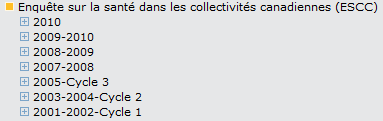 Enquête sur la santé dans les collectivités canadiennes (ESCC)
2010
2009-2010
2008-2009
2007-2008
2005-Cycle 3
2003-2004-Cycle 2
2001-2002-Cycle 1